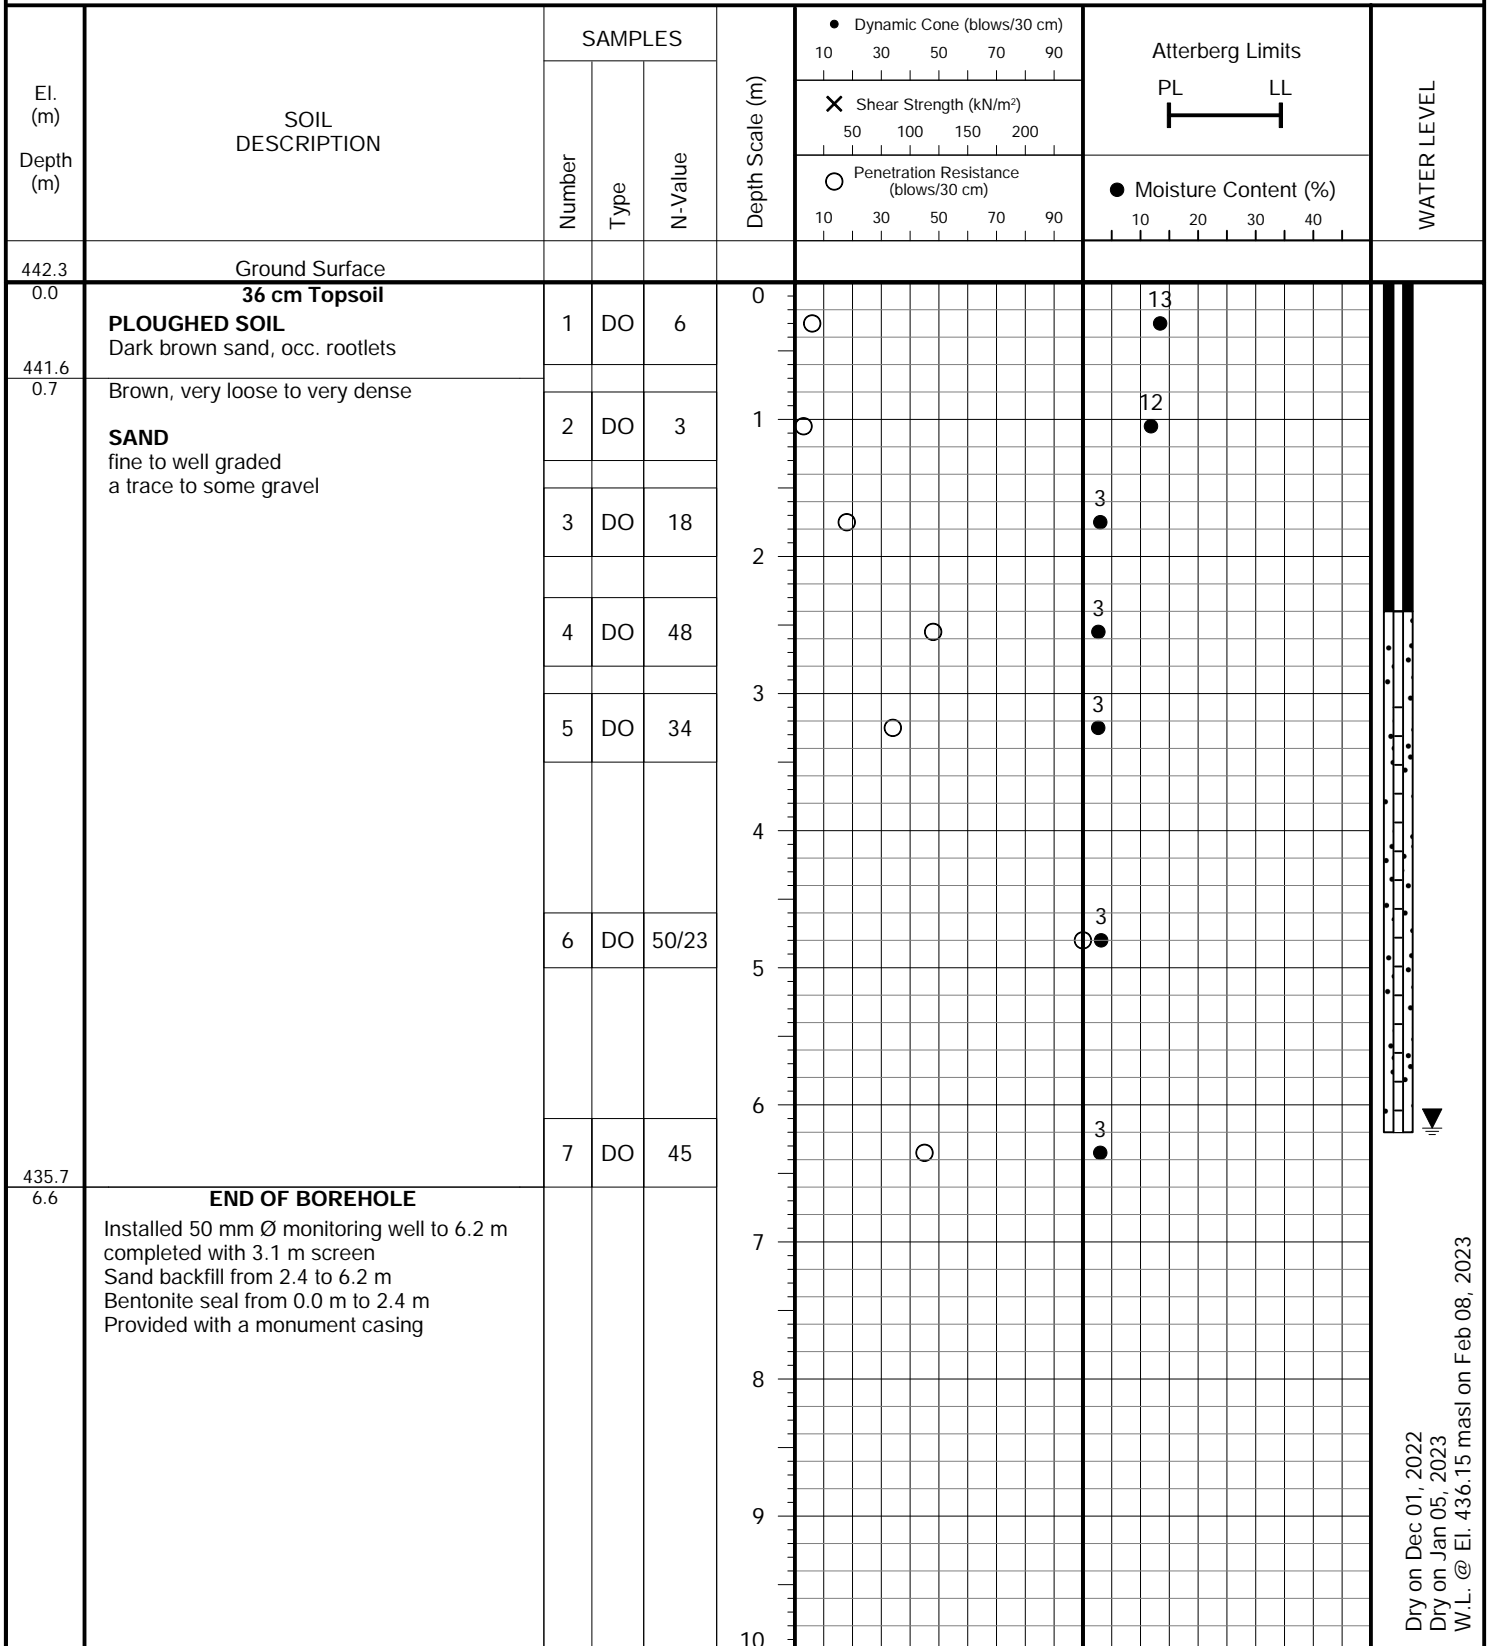 El.
(m)
Depth
(m)
SOIL
DESCRIPTION
SAMPLES
Number
Type
N-Value
Depth Scale (m)
Dynamic Cone (blows/30 cm)
10 30 50 70 90
Shear Strength (kN/m²)
50 100 150 200
Penetration Resistance
(blows/30 cm)
10 30 50 70 90
Atterberg Limits
PL LL
Moisture Content (%)
10 20 30 40
WATER LEVEL
442.3 Ground Surface
0.0 36 cm Topsoil
PLOUGHED SOIL
Dark brown sand, occ. rootlets
1 DO 6
0
13
441.6
0.7 Brown, very loose to very dense
SAND
fine to well graded
a trace to some gravel
2 DO 3
1
12
3 DO 18
3
2
4 DO 48
3
3
5 DO 34
3
4
6 DO 50/23
3
5
6
7 DO 45
3
435.7
6.6 END OF BOREHOLE
Installed 50 mm Ø monitoring well to 6.2 m
completed with 3.1 m screen
Sand backfill from 2.4 to 6.2 m
Bentonite seal from 0.0 m to 2.4 m
Provided with a monument casing
7
8
9
10
Dry on Dec 01, 2022
Dry on Jan 05, 2023
W.L. @ El. 436.15 masl on Feb 08, 2023